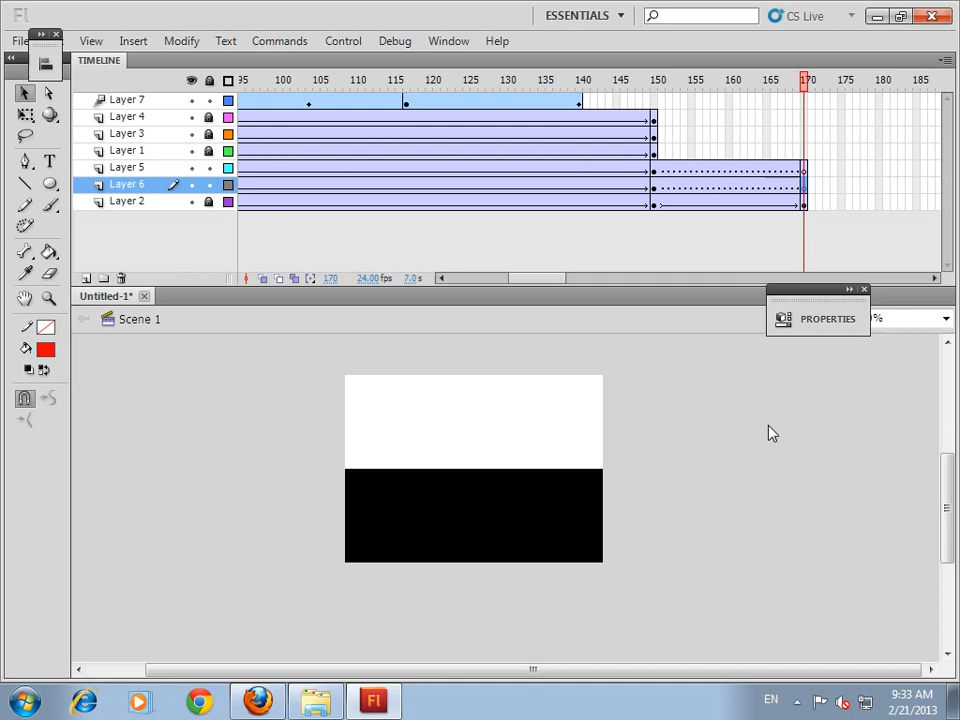 Fl
ESSENTIALS
CS Live
File
View
Insert
Modify
Text
Commands
Control
Debug
Window
Help
TIMELINE
95 100 105 110 115 120 125 130 135 140 145 150 155 160 165 170 175 180 185
Layer 7
Layer 4
Layer 3
Layer 1
Layer 5
Layer 6
Layer 2
T
170 24.00 fps 7.0 s
Untitled-1*
Scene 1
%
PROPERTIES
Fl
EN
9:33 AM
2/21/2013